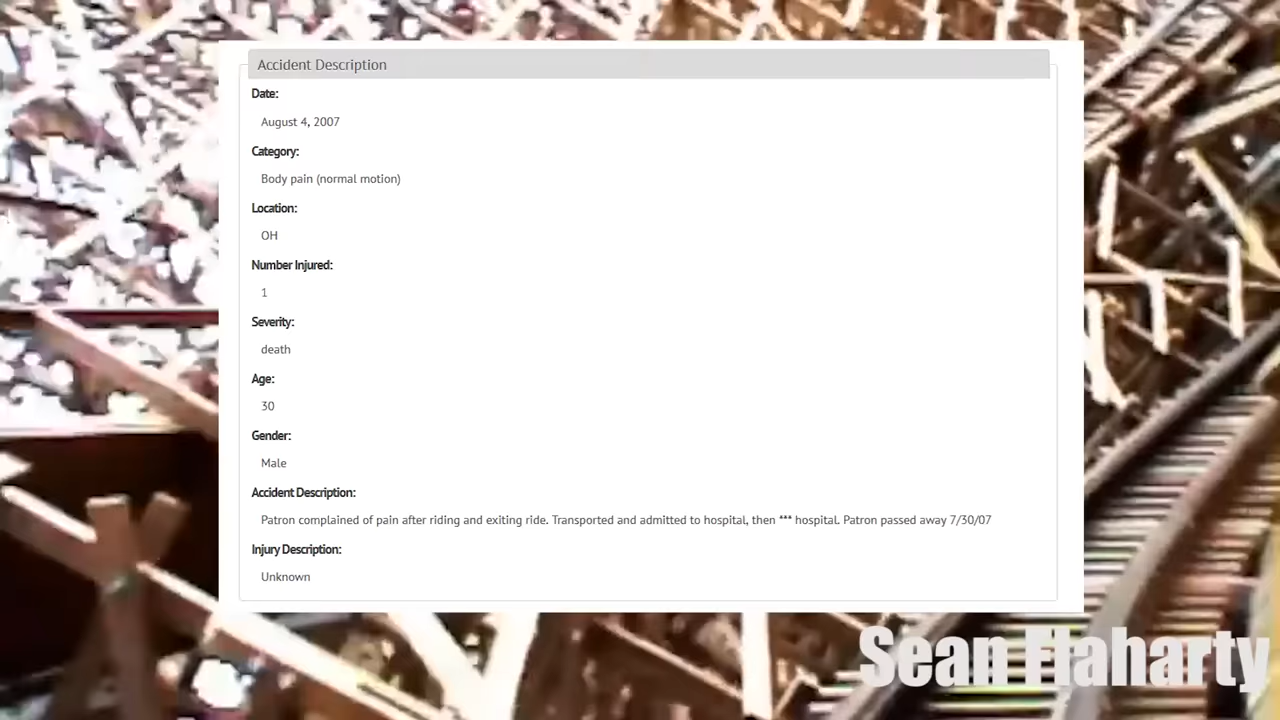 Accident Description
Date:
August 4, 2007
Category:
Body pain (normal motion)
Location:
OH
Number Injured:
1
Severity:
death
Age:
30
Gender:
Male
Accident Description:
Patron complained of pain after riding and exiting ride. Transported and admitted to hospital, then *** hospital. Patron passed away 7/30/07
Injury Description:
Unknown
Sean Flaharty